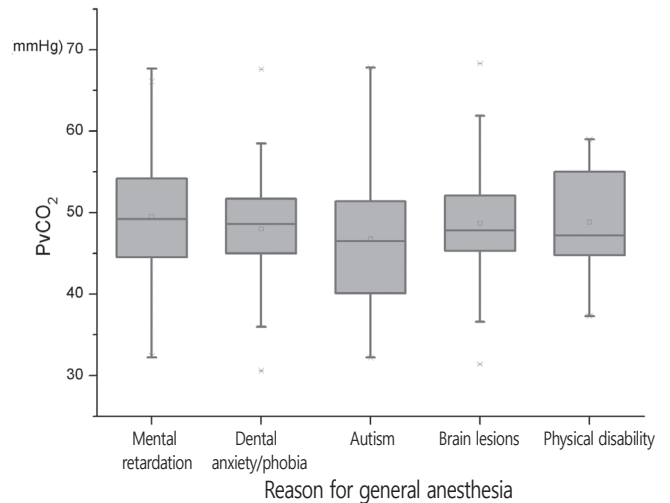 mmHg) 70
60
50
40
30
PvCO₂
Mental Dental Autism Brain lesions Physical disability
retardation anxiety/phobia
Reason for general anesthesia